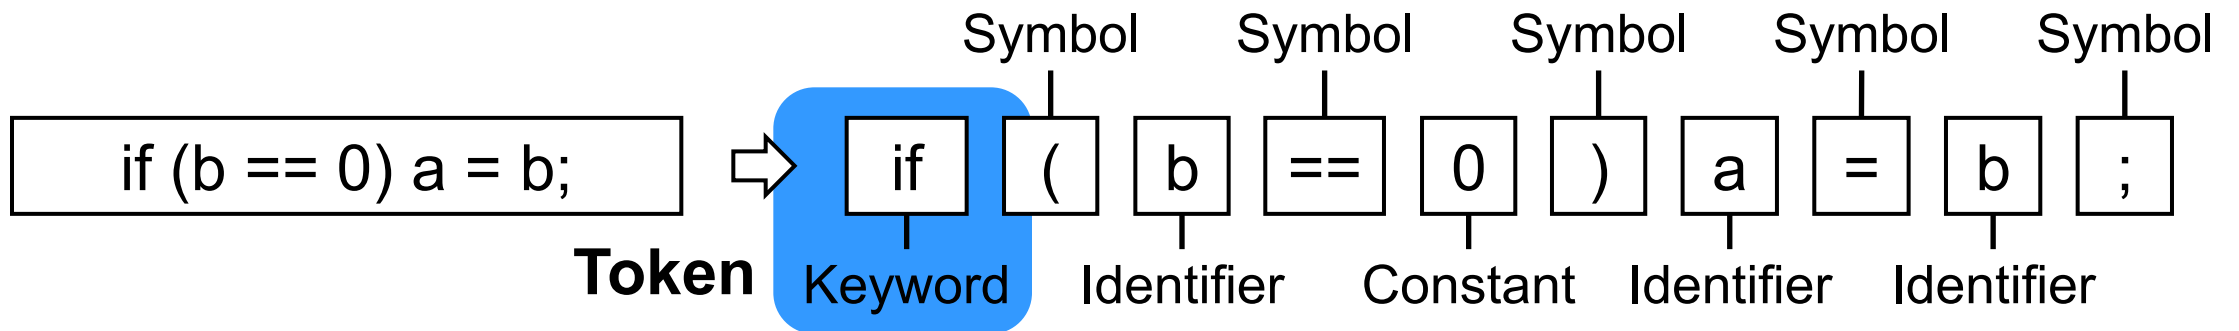 Symbol Symbol Symbol Symbol Symbol
if (b == 0) a = b; if ( b == 0 ) a = b ;
Token Keyword Identifier Constant Identifier Identifier